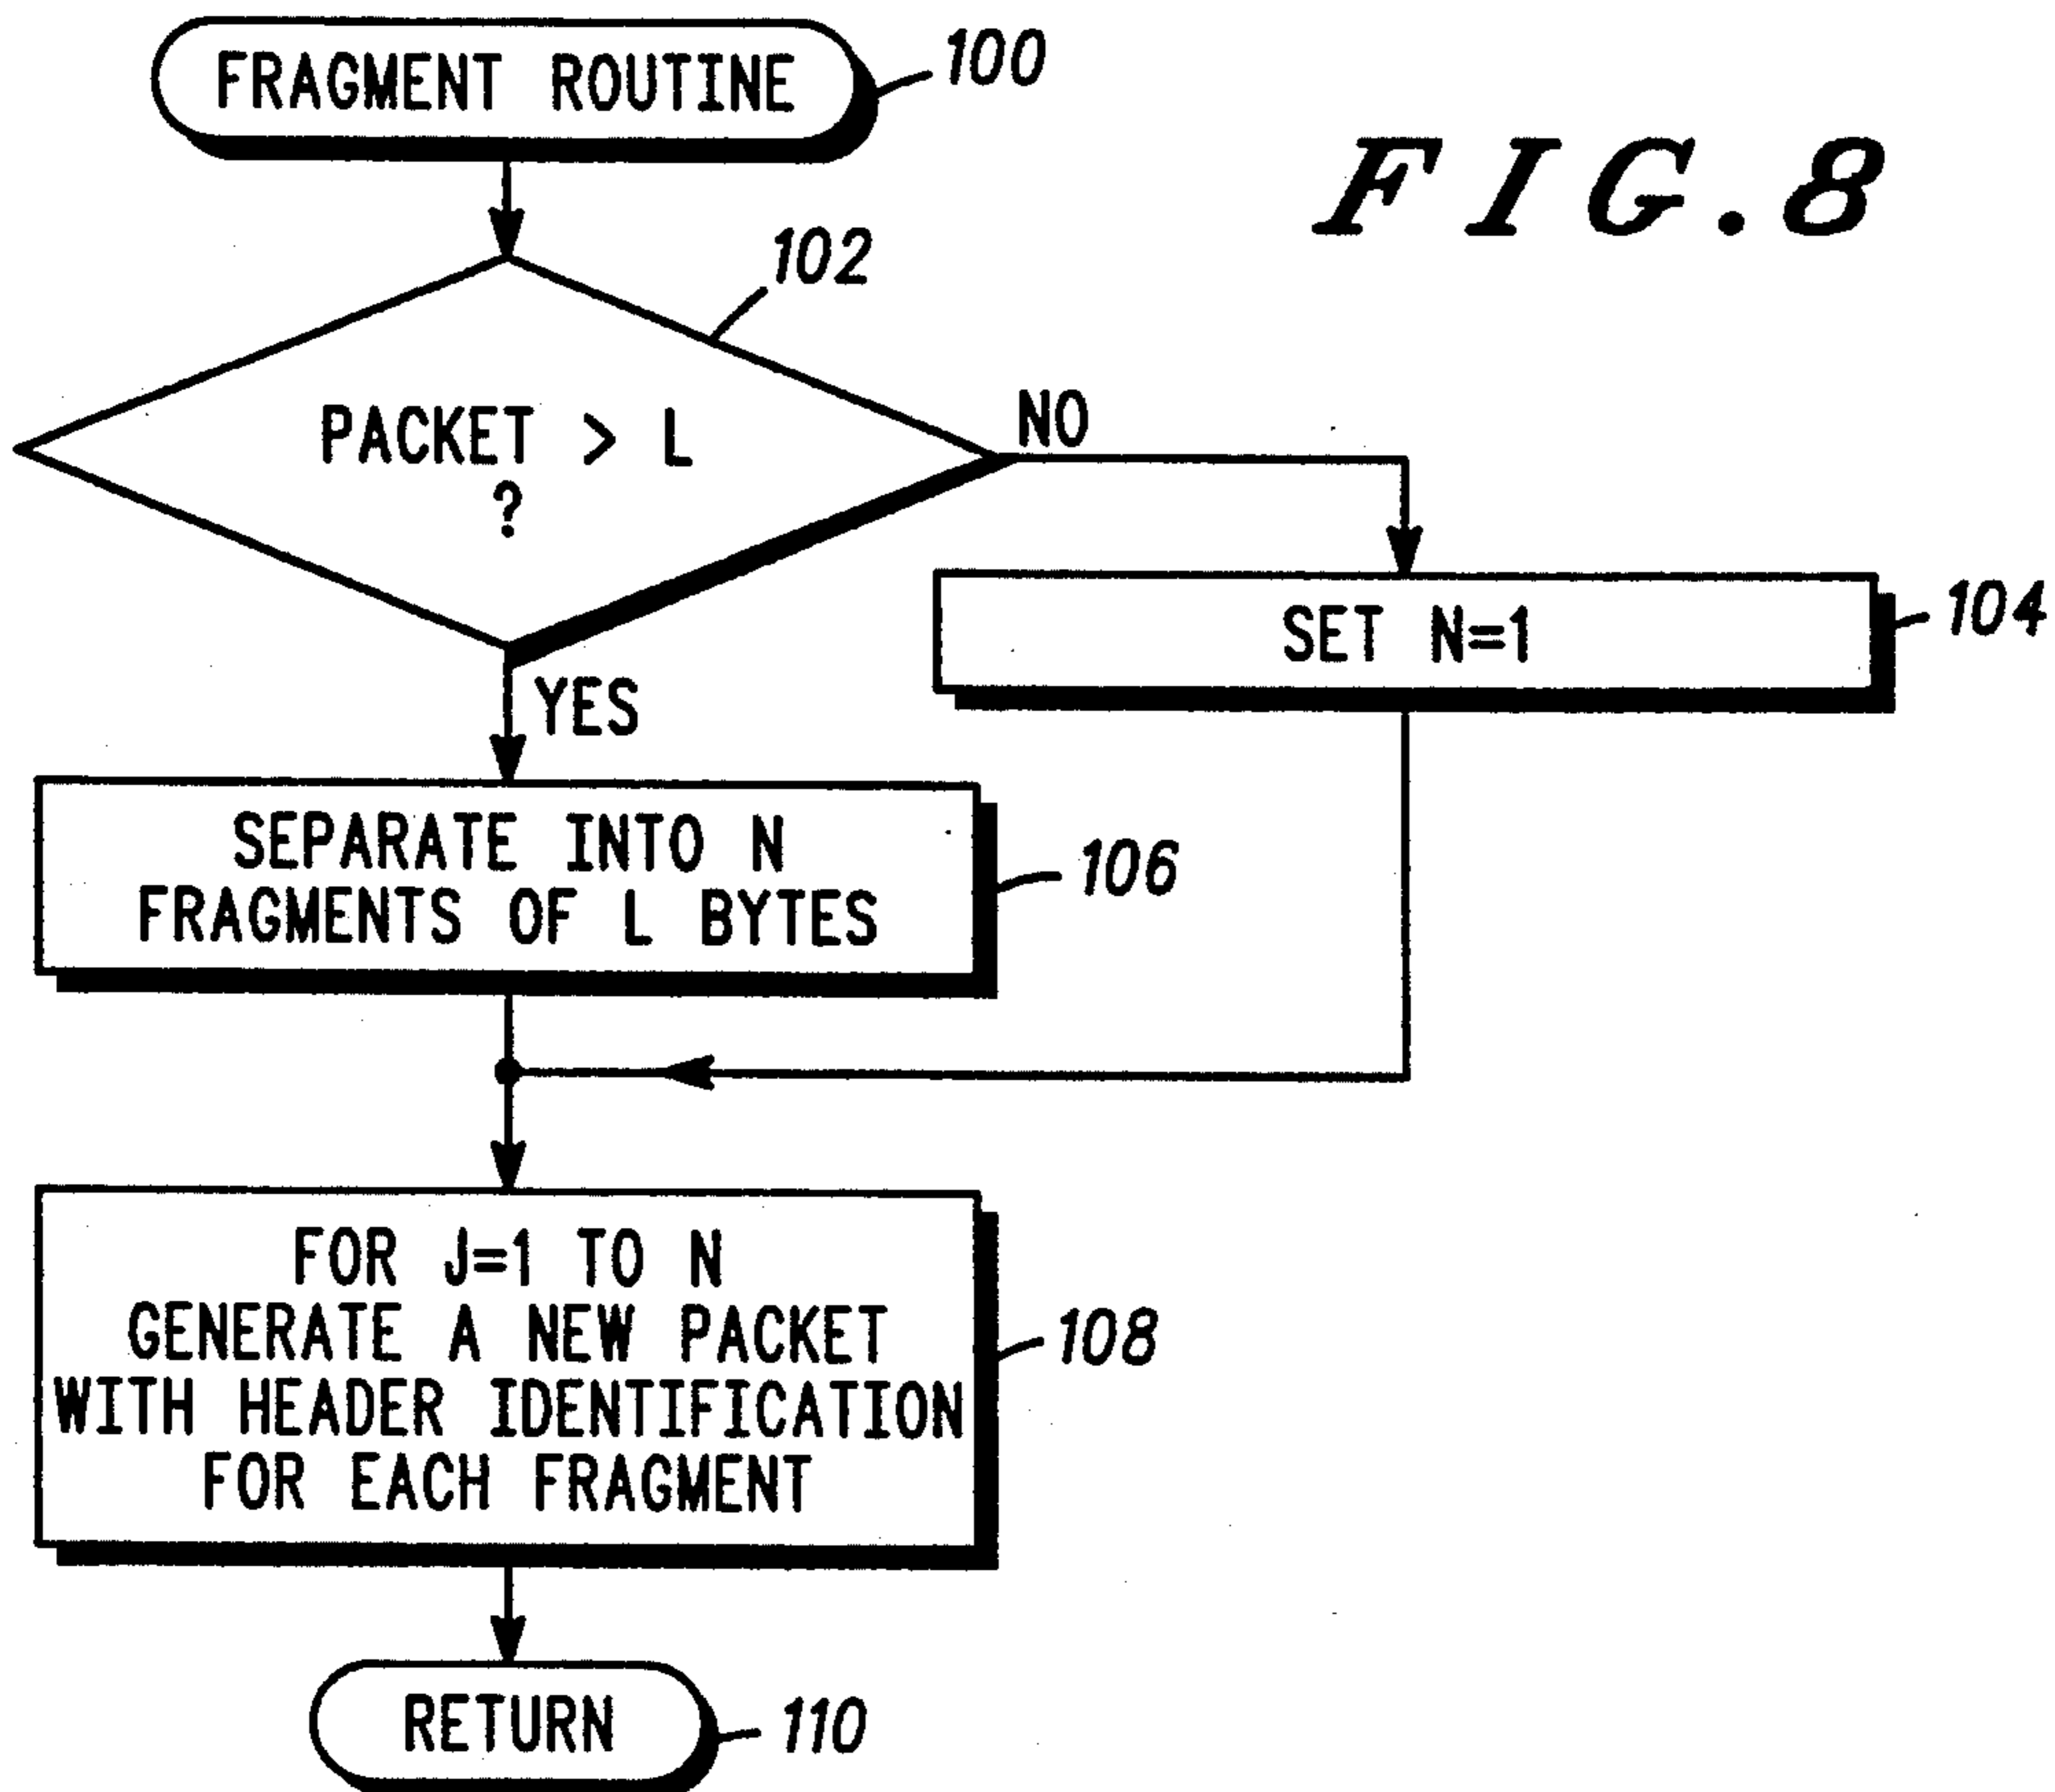 FRAGMENT ROUTINE
100
FIG.8
102
PACKET > L
?
NO
SET N=1
104
YES
SEPARATE INTO N
FRAGMENTS OF L BYTES
106
FOR J=1 TO N
GENERATE A NEW PACKET
WITH HEADER IDENTIFICATION
FOR EACH FRAGMENT
108
RETURN
110